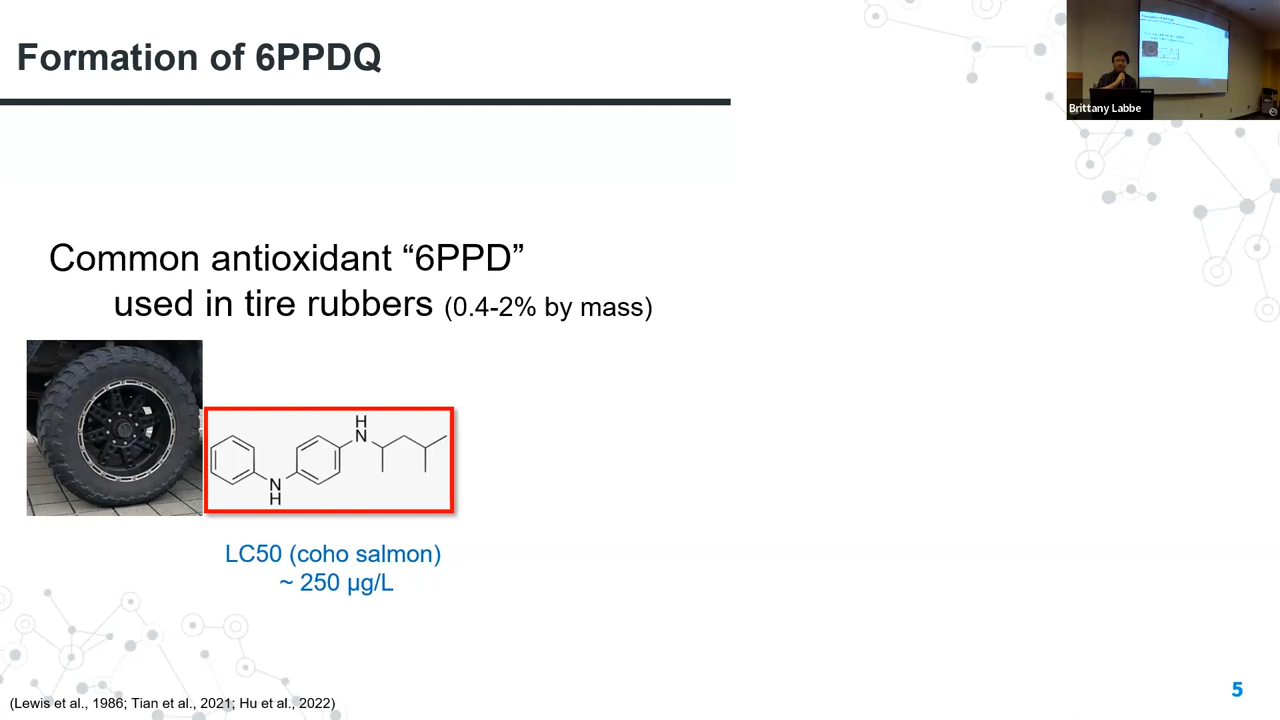 Formation of 6PPDQ
Brittany Labbe
Common antioxidant “6PPD”
used in tire rubbers (0.4-2% by mass)
H
N
N
H
LC50 (coho salmon)
~ 250 µg/L
(Lewis et al., 1986; Tian et al., 2021; Hu et al., 2022)
5